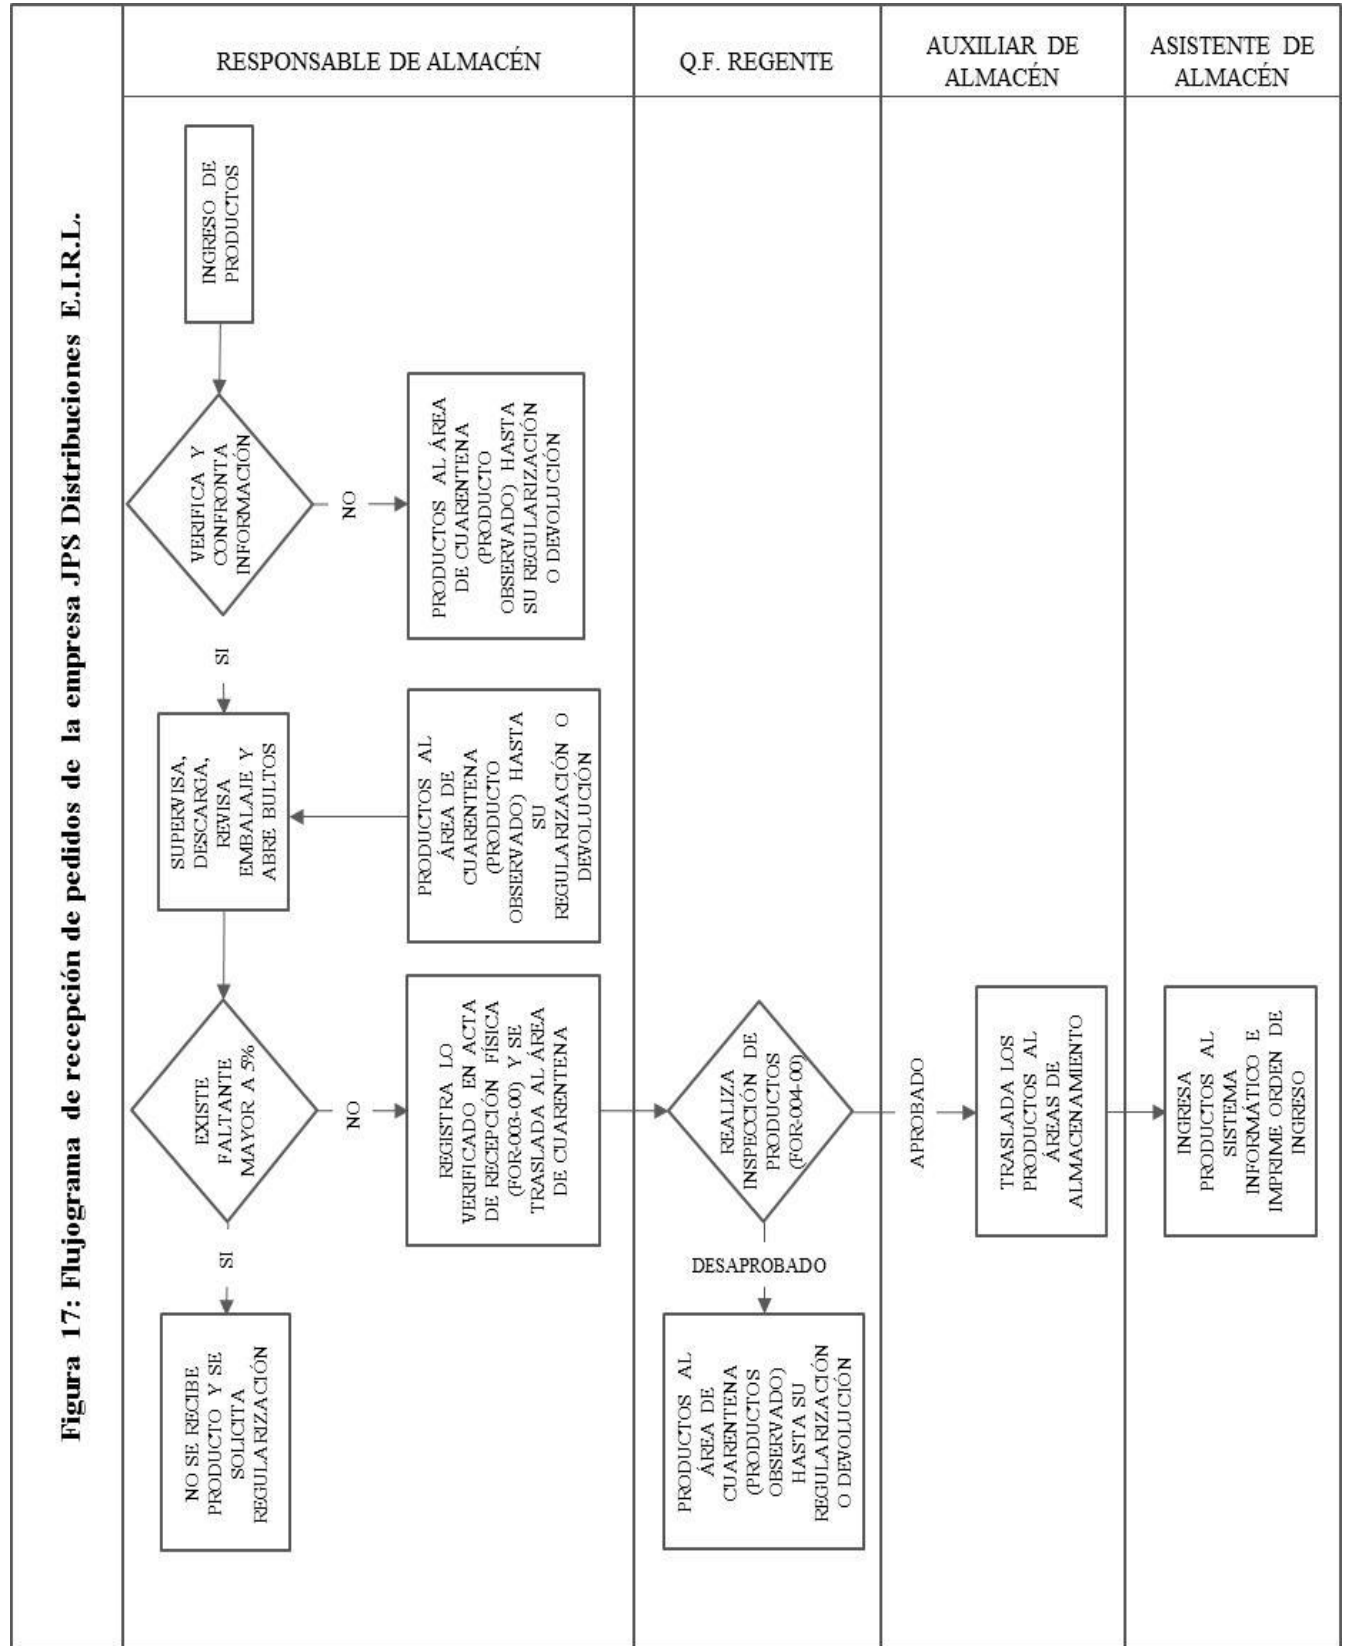 Figura 17: Flujograma de recepción de pedidos de la empresa JPS Distribuciones E.I.R.L.
RESPONSABLE DE ALMACÉN
Q.F. REGENTE
AUXILIAR DE
ALMACÉN
ASISTENTE DE
ALMACÉN
INGRESO DE
PRODUCTOS
VERIFICA Y
CONFRONTA
INFORMACIÓN
NO
PRODUCTOS AL ÁREA
DE CUARENTENA
(PRODUCTO
OBSERVADO) HASTA
SU REGULARIZACIÓN
O DEVOLUCIÓN
SI
SUPERVISA,
DESCARGA,
REVISA
EMBALAJE Y
ABRE BULTOS
PRODUCTOS AL
ÁREA DE
CUARENTENA
(PRODUCTO
OBSERVADO) HASTA
SU
REGULARIZACIÓN O
DEVOLUCIÓN
EXISTE
FALTANTE
MAYOR A 5%
NO
REGISTRA LO
VERIFICADO EN ACTA
DE RECEPCIÓN FÍSICA
(FOR-003-00) Y SE
TRASLADA AL ÁREA
DE CUARENTENA
SI
NO SE RECIBE
PRODUCTO Y SE
SOLICITA
REGULARIZACIÓN
REALIZA
INSPECCIÓN DE
PRODUCTOS
(FOR-004-00)
DESAPROBADO
PRODUCTOS AL
ÁREA DE
CUARENTENA
(PRODUCTOS
OBSERVADO)
HASTA SU
REGULARIZACIÓN
O DEVOLUCIÓN
APROBADO
TRASLADA LOS
PRODUCTOS AL
ÁREAS DE
ALMACENAMIENTO
INGRESA
PRODUCTOS AL
SISTEMA
INFORMÁTICO E
IMPRIME ORDEN DE
INGRESO